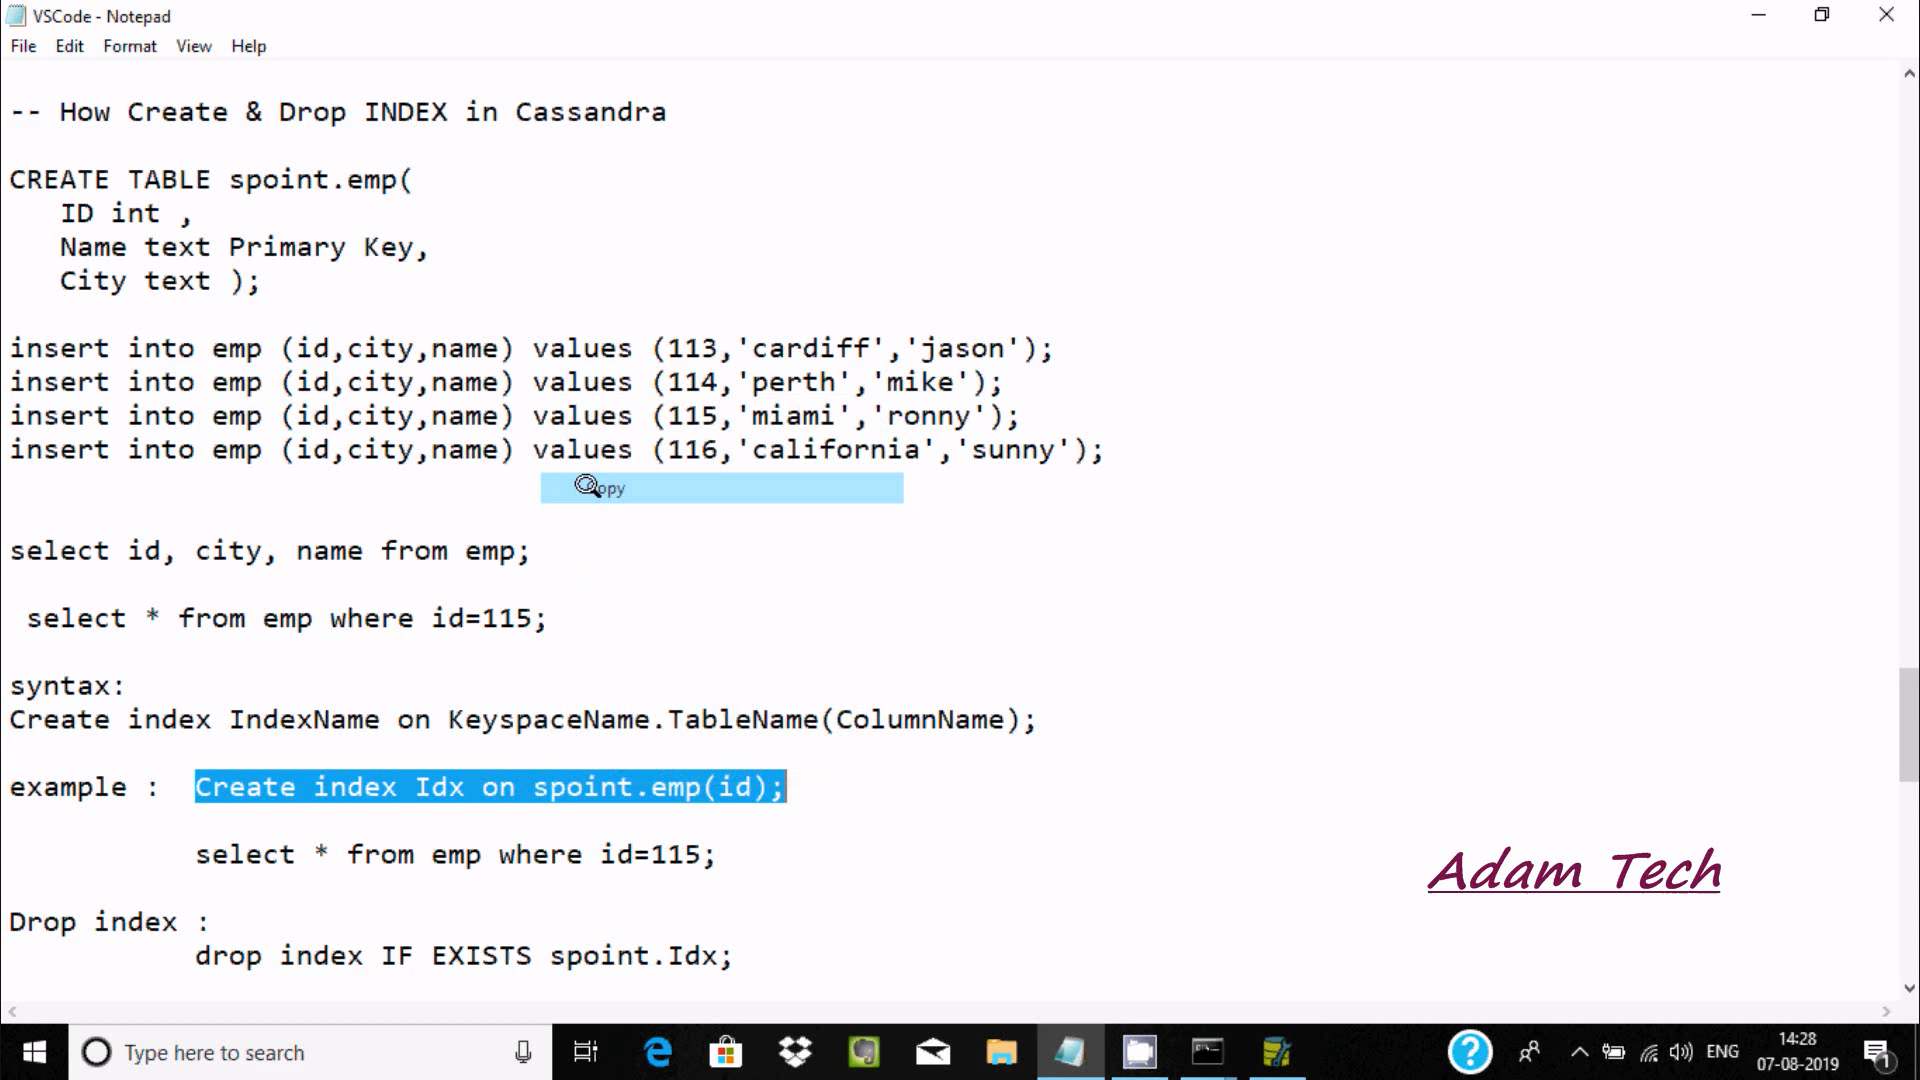 VSCode - Notepad
File Edit Format View Help
-- How Create & Drop INDEX in Cassandra
CREATE TABLE spoint.emp(
ID int ,
Name text Primary Key,
City text );
insert into emp (id,city,name) values (113,'cardiff','jason');
insert into emp (id,city,name) values (114,'perth','mike');
insert into emp (id,city,name) values (115,'miami','ronny');
insert into emp (id,city,name) values (116,'california','sunny');
opy
select id, city, name from emp;
select * from emp where id=115;
syntax:
Create index IndexName on KeyspaceName.TableName(ColumnName);
example : Create index Idx on spoint.emp(id);
select * from emp where id=115;
Adam Tech
Drop index :
drop index IF EXISTS spoint.Idx;
Type here to search
ENG
14:28
07-08-2019
1